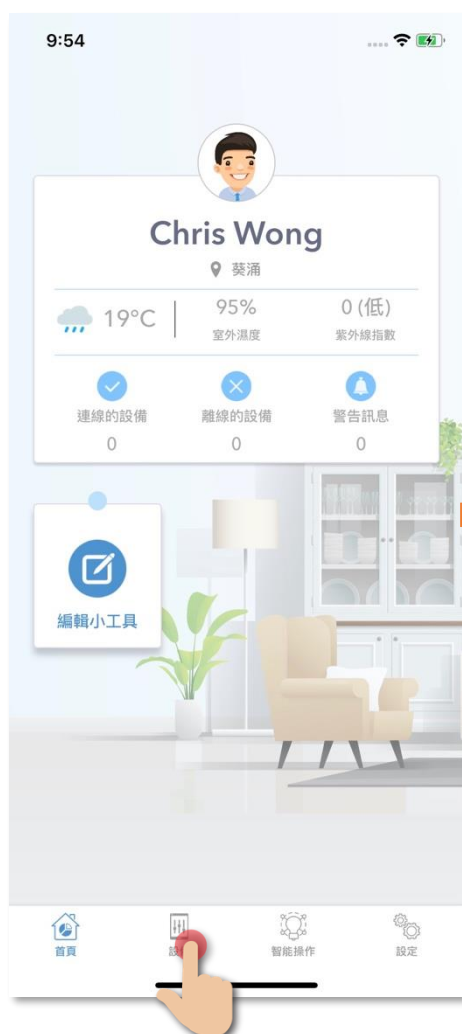 9:54
Chris Wong
葵涌
19°C
95%
0 (低)
室外濕度
紫外線指數
連線的設備
離線的設備
警告訊息
0
0
0
編輯小工具
首頁
設
智能操作
設定